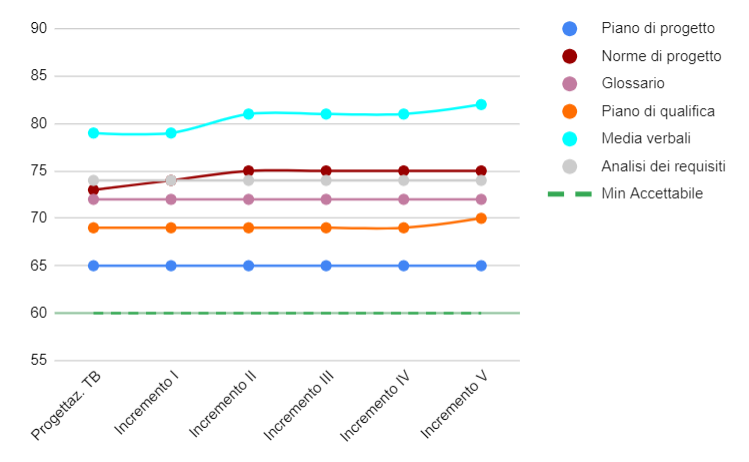 90
85
80
75
70
65
60
55
Progettaz. TB
Incremento I
Incremento II
Incremento III
Incremento IV
Incremento V
Piano di progetto
Norme di progetto
Glossario
Piano di qualifica
Media verbali
Analisi dei requisiti
Min Accettabile